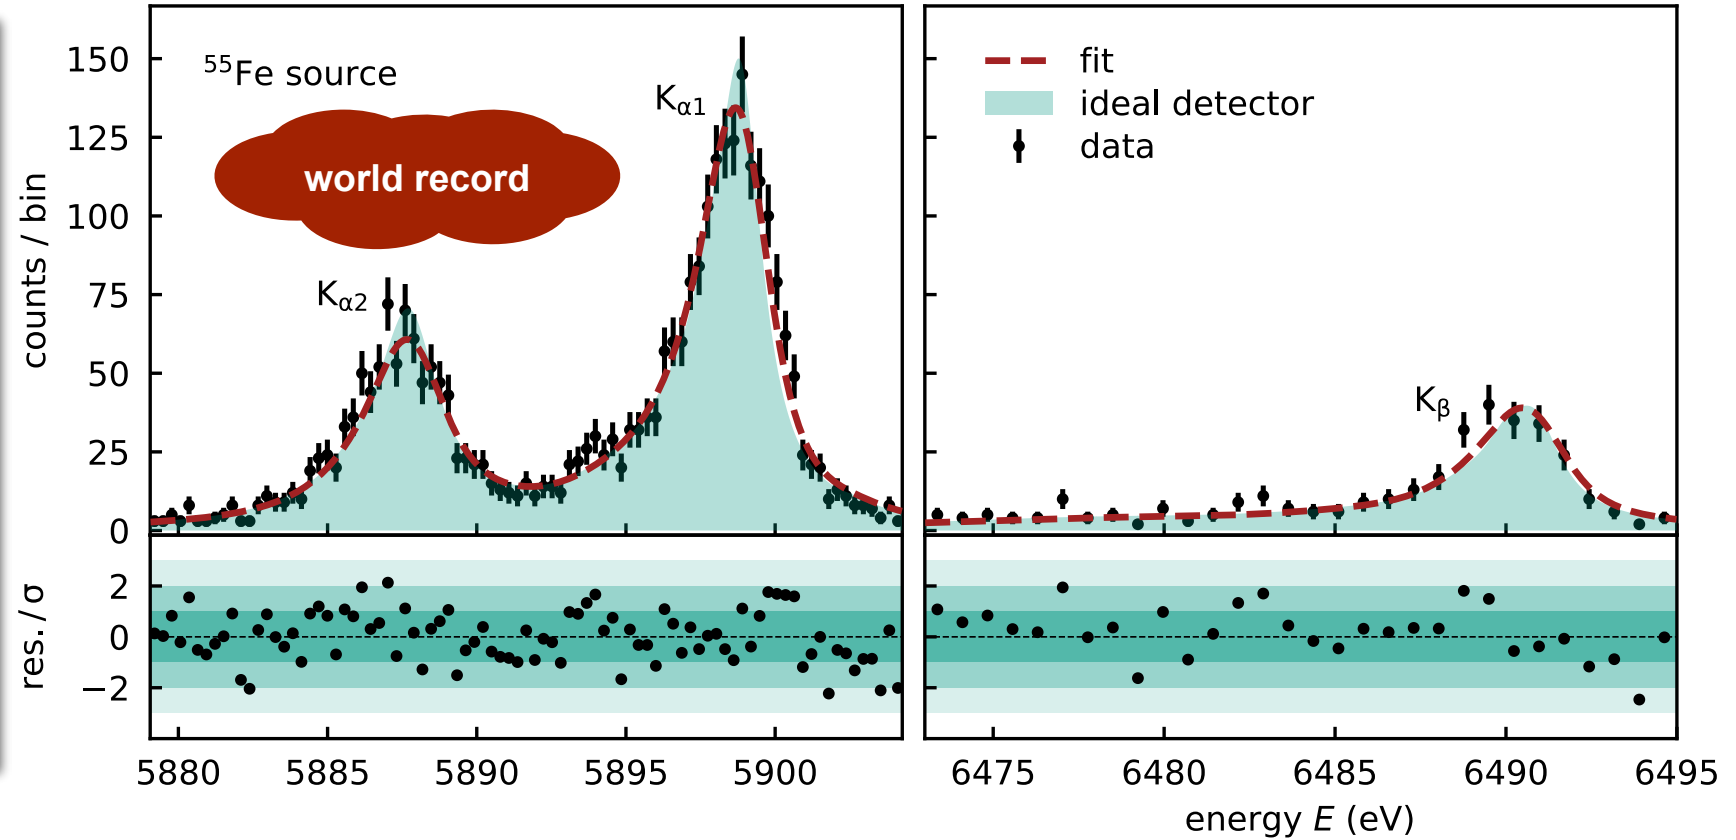 ⁵⁵Fe source
world record
Kα1
Kα2
Kβ
fit
ideal detector
data
counts / bin
150
125
100
75
50
25
0
res. / σ
2
0
−2
5880 5885 5890 5895 5900
6475 6480 6485 6490 6495
energy E (eV)